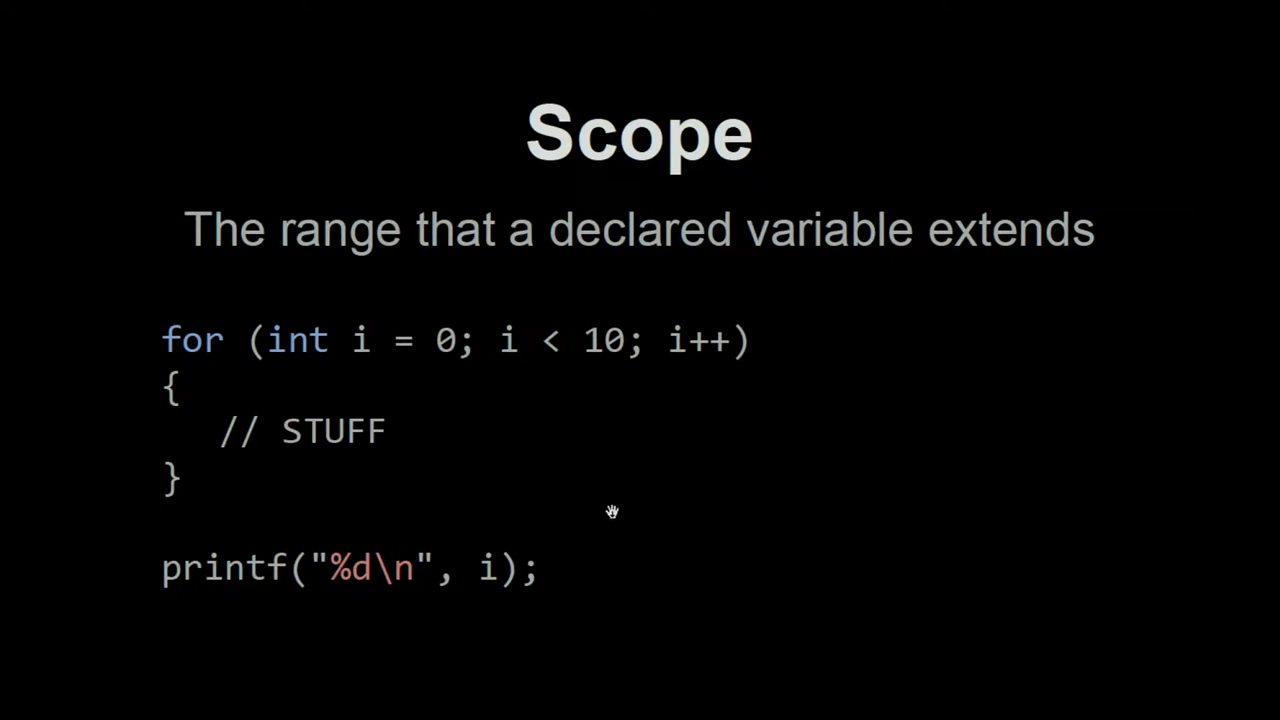 Scope
The range that a declared variable extends
for (int i = 0; i < 10; i++)
{
// STUFF
}
printf("%d\n", i);